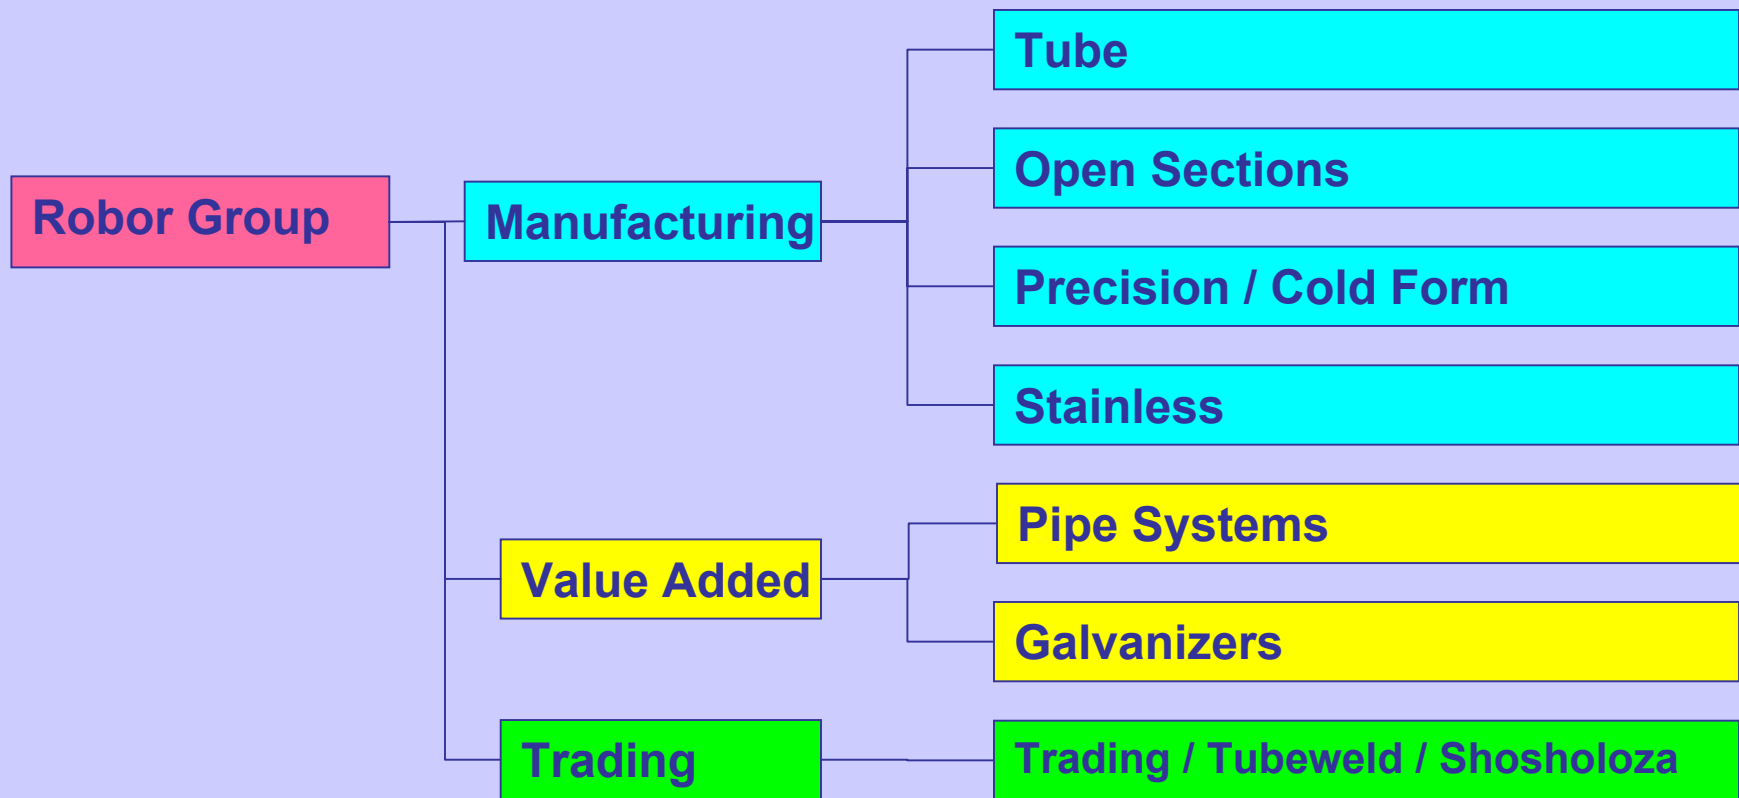 Robor Group
Manufacturing
Tube
Open Sections
Precision / Cold Form
Stainless
Value Added
Pipe Systems
Galvanizers
Trading
Trading / Tubeweld / Shosholoza